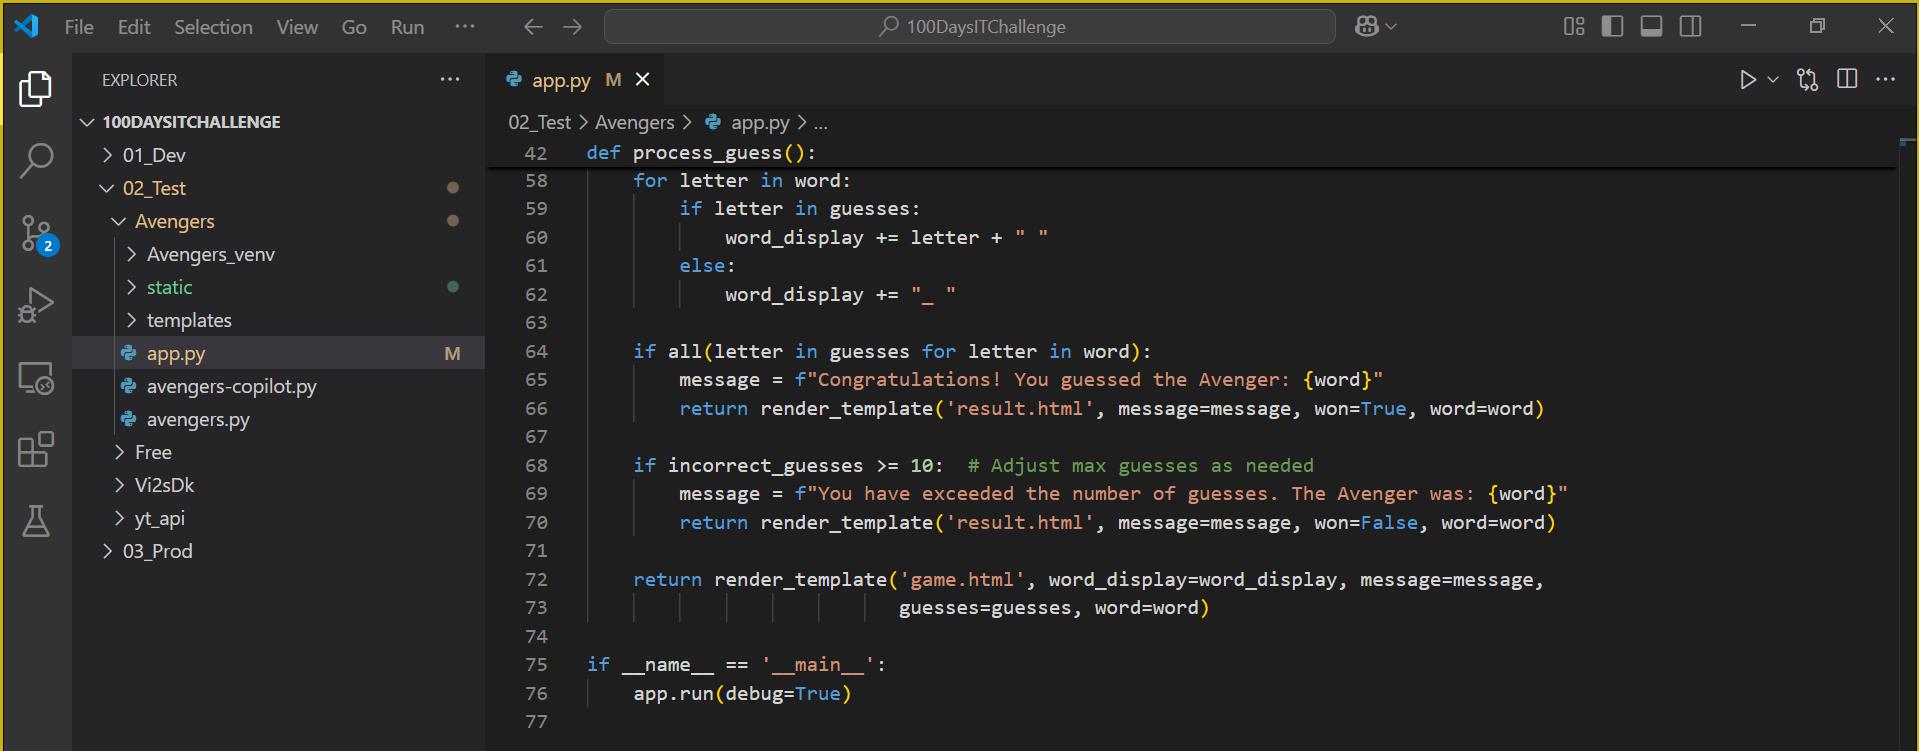 File Edit Selection View Go Run ··· 100DaysITChallenge
EXPLORER ···
100DAYSITCHALLENGE
01_Dev
02_Test
Avengers
Avengers_venv
static
templates
app.py M
avengers-copilot.py
avengers.py
Free
Vi2sDk
yt_api
03_Prod
2
app.py M
02_Test > Avengers > app.py > ...
42 def process_guess():
58 for letter in word:
59 if letter in guesses:
60 word_display += letter + " "
61 else:
62 word_display += "_ "
63
64 if all(letter in guesses for letter in word):
65 message = f"Congratulations! You guessed the Avenger: {word}"
66 return render_template('result.html', message=message, won=True, word=word)
67
68 if incorrect_guesses >= 10:  # Adjust max guesses as needed
69 message = f"You have exceeded the number of guesses. The Avenger was: {word}"
70 return render_template('result.html', message=message, won=False, word=word)
71
72 return render_template('game.html', word_display=word_display, message=message,
73 guesses=guesses, word=word)
74
75 if __name__ == '__main__':
76 app.run(debug=True)
77